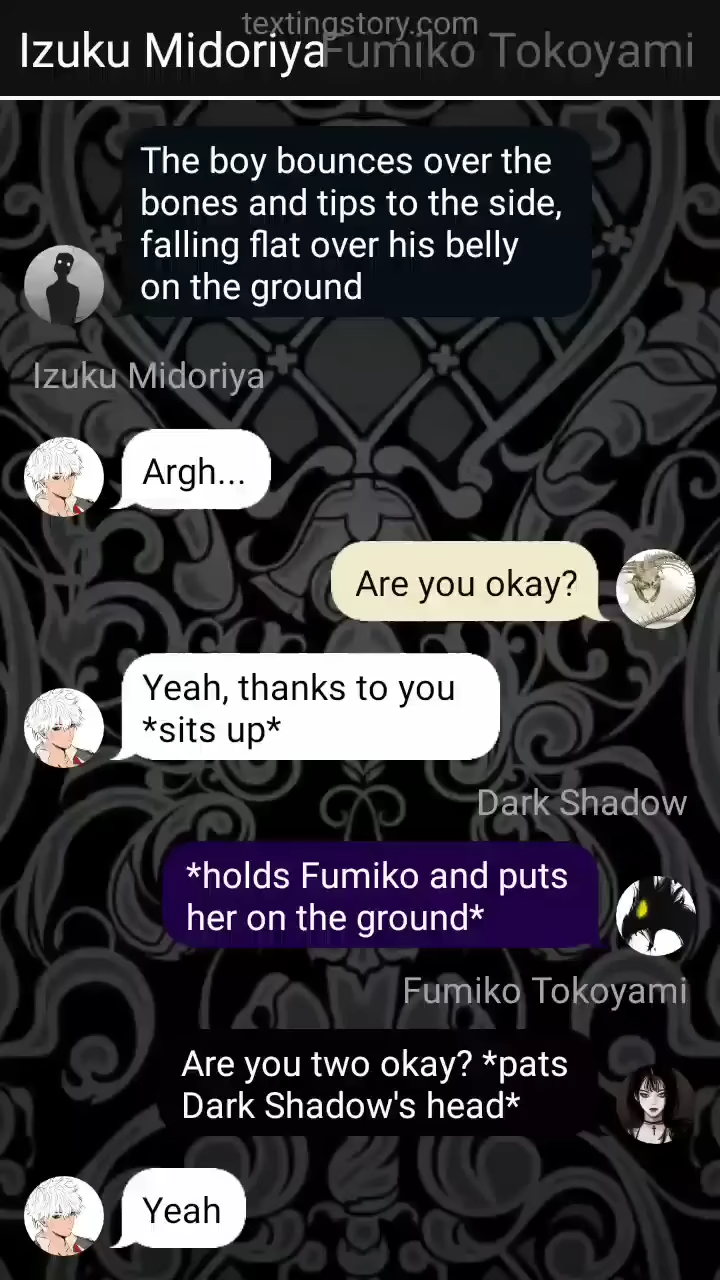 textingstory.com
Izuku Midoriya Fumiko Tokoyami
The boy bounces over the
bones and tips to the side,
falling flat over his belly
on the ground
Izuku Midoriya
Argh...
Are you okay?
Yeah, thanks to you
*sits up*
Dark Shadow
*holds Fumiko and puts
her on the ground*
Fumiko Tokoyami
Are you two okay? *pats
Dark Shadow's head*
Yeah